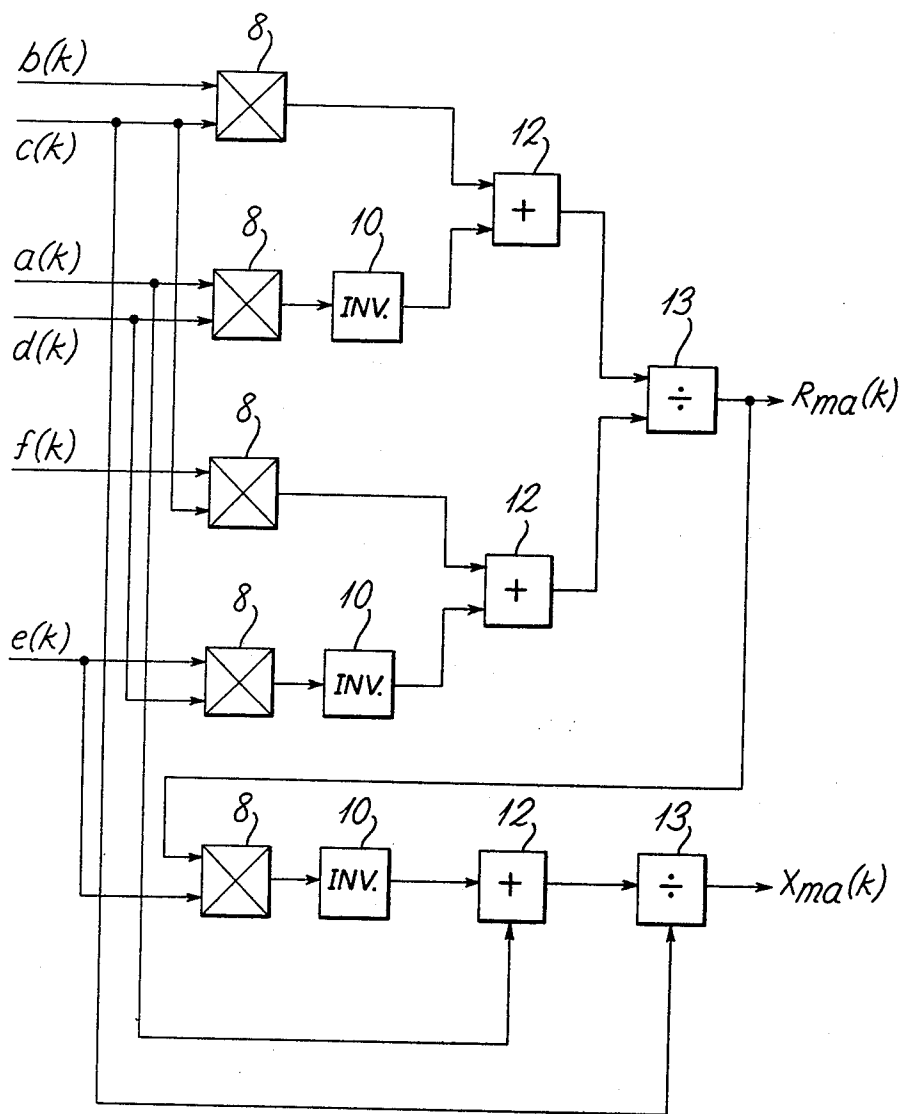 8
b(k)
c(k)
12
+
8
10
a(k)
INV.
d(k)
13
÷
Rma(k)
8
f(k)
12
+
8
10
e(k)
INV.
8
10
12
13
INV.
+
÷
Xma(k)